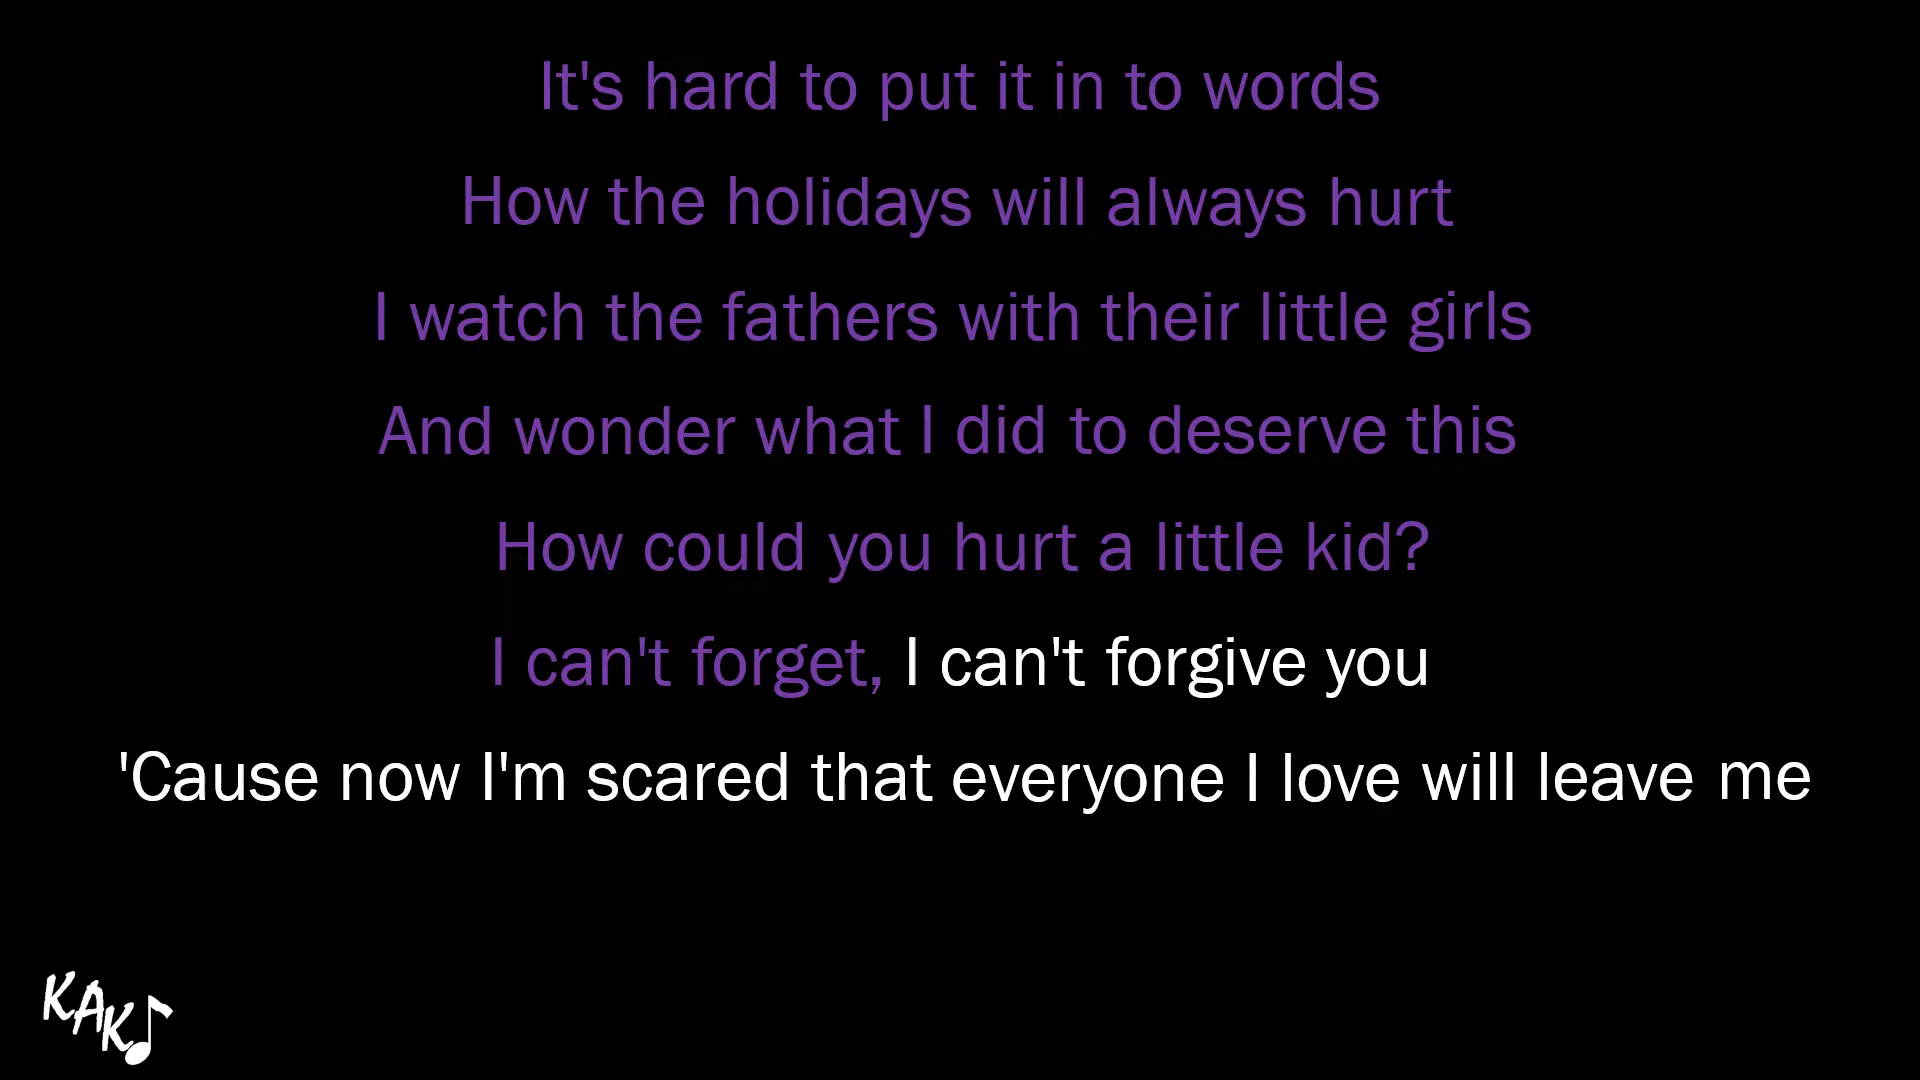 It's hard to put it in to words
How the holidays will always hurt
I watch the fathers with their little girls
And wonder what I did to deserve this
How could you hurt a little kid?
I can't forget, I can't forgive you
'Cause now I'm scared that everyone I love will leave me
KAK